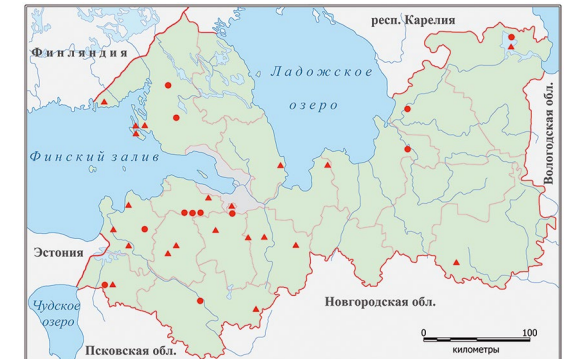 респ. Карелия
Финляндия
Ладожское
озеро
Вологодская обл.
Финский залив
Эстония
Чудское
озеро
Новгородская обл.
Псковская обл.
0 100
километры